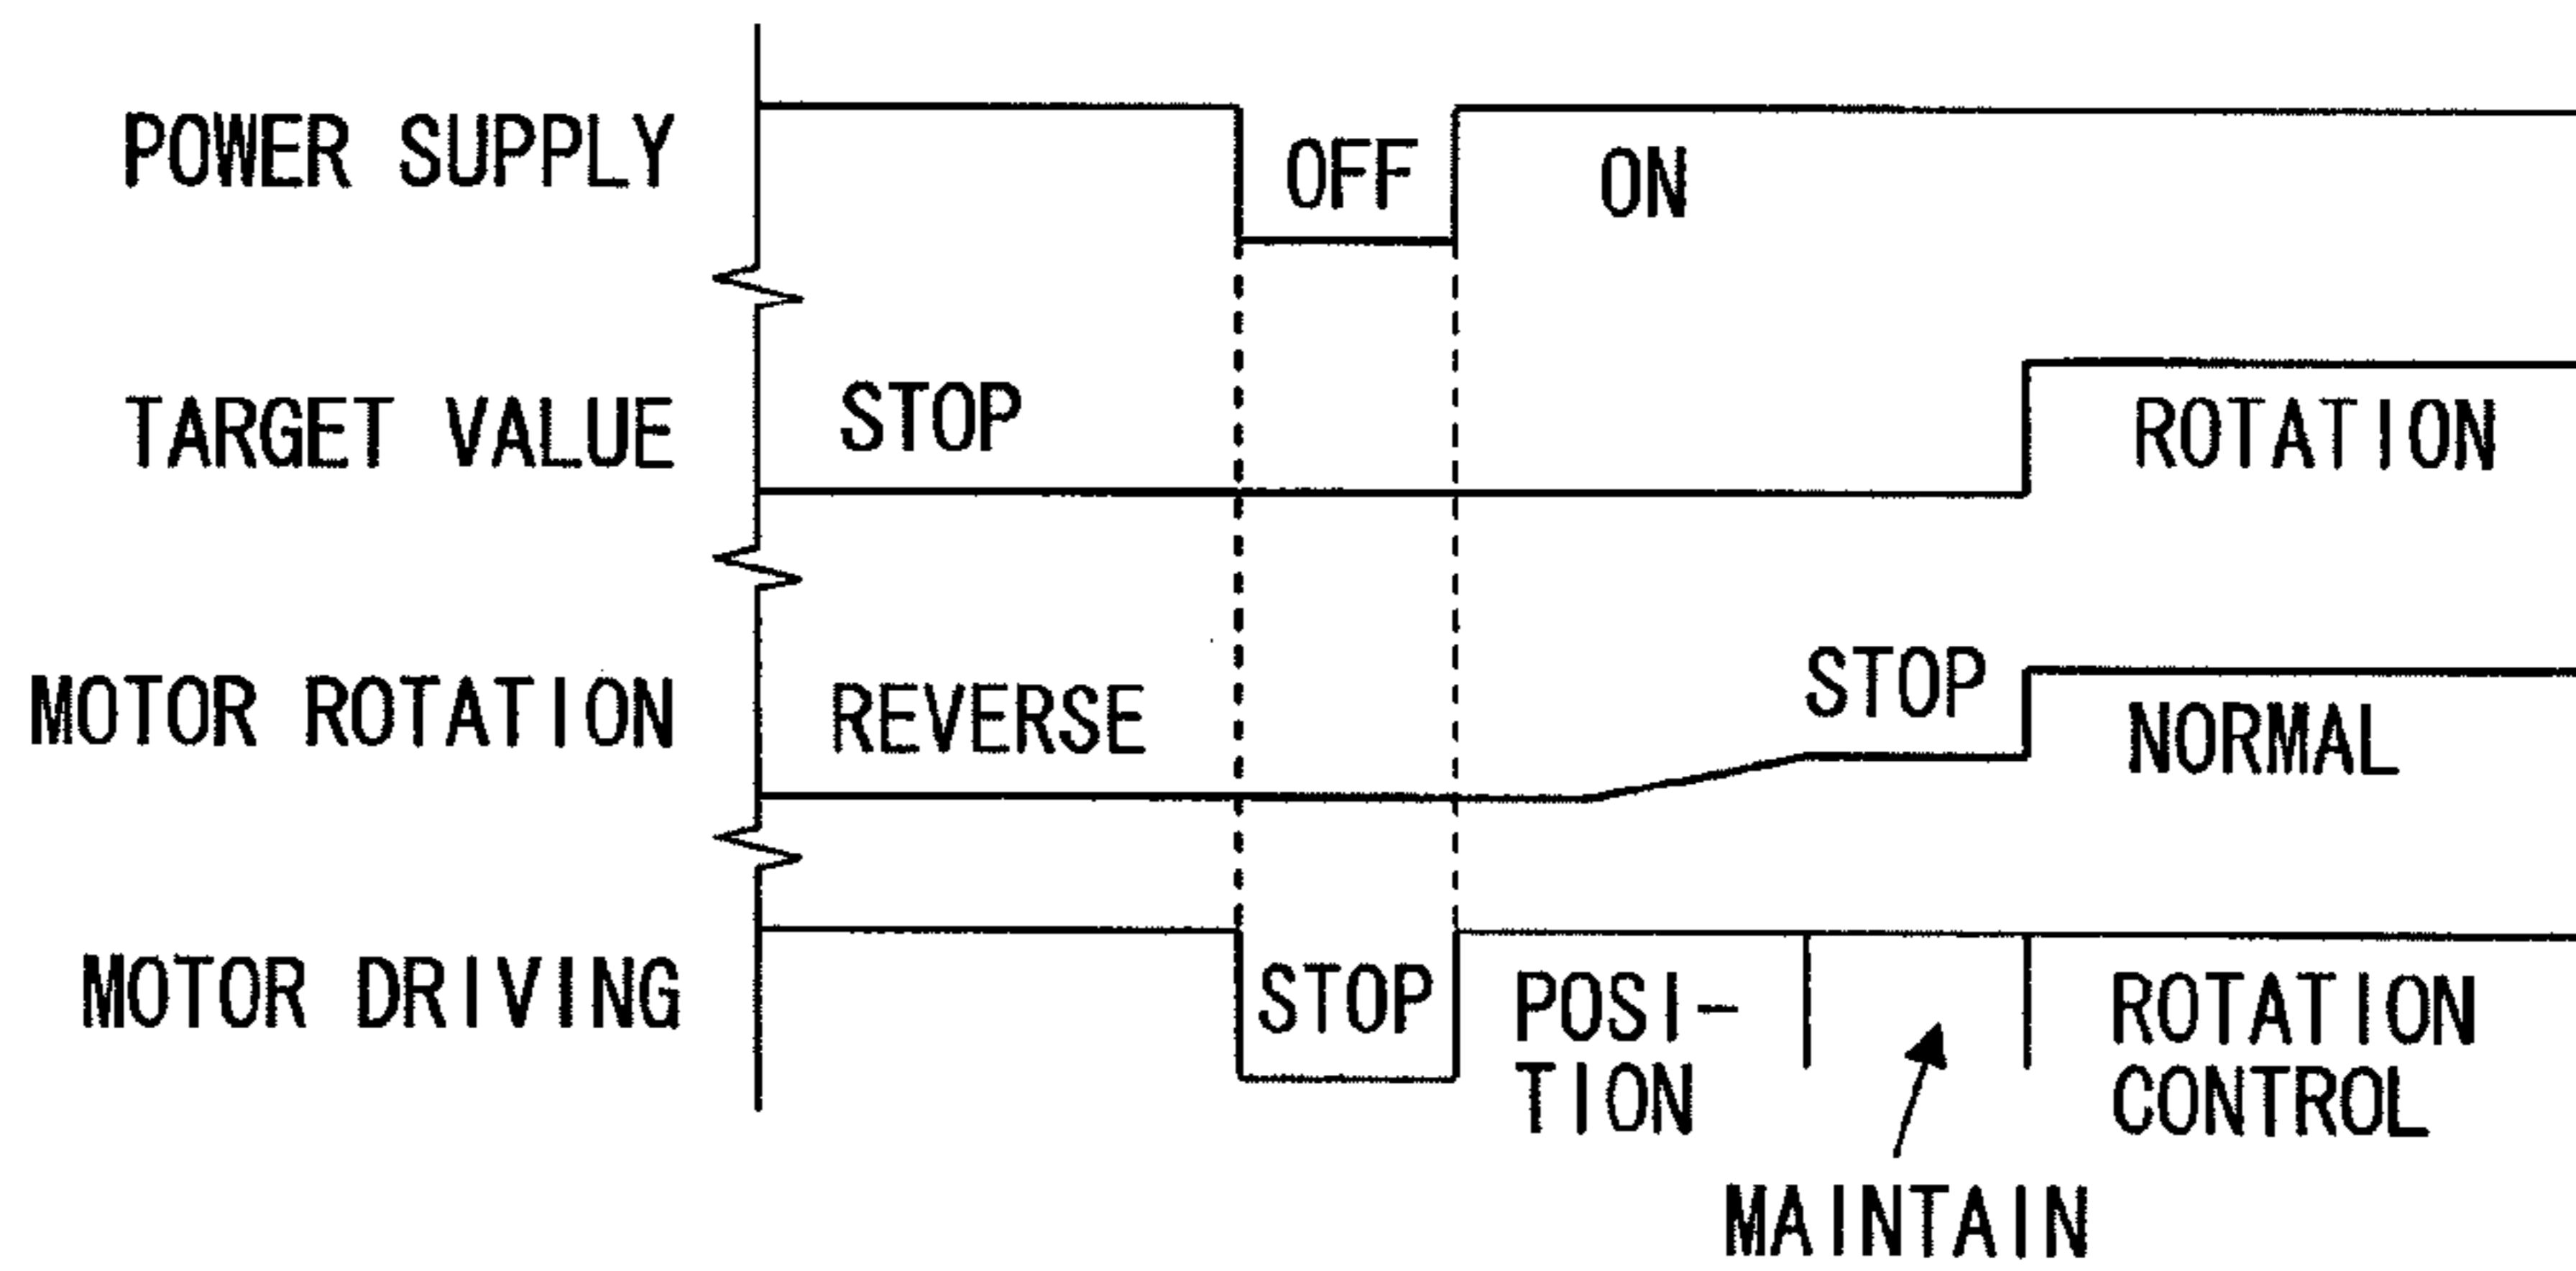 POWER SUPPLY
OFF
ON
TARGET VALUE
STOP
ROTATION
MOTOR ROTATION
REVERSE
STOP
NORMAL
MOTOR DRIVING
STOP
POSI-
TION
MAINTAIN
ROTATION
CONTROL